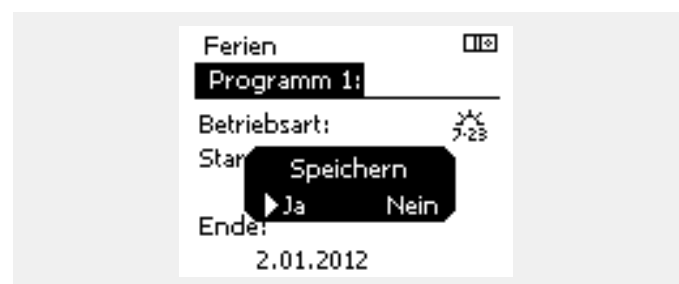 Ferien
Programm 1:
Betriebsart:
7-23
Star
Speichern
Ja Nein
Ende:
2.01.2012